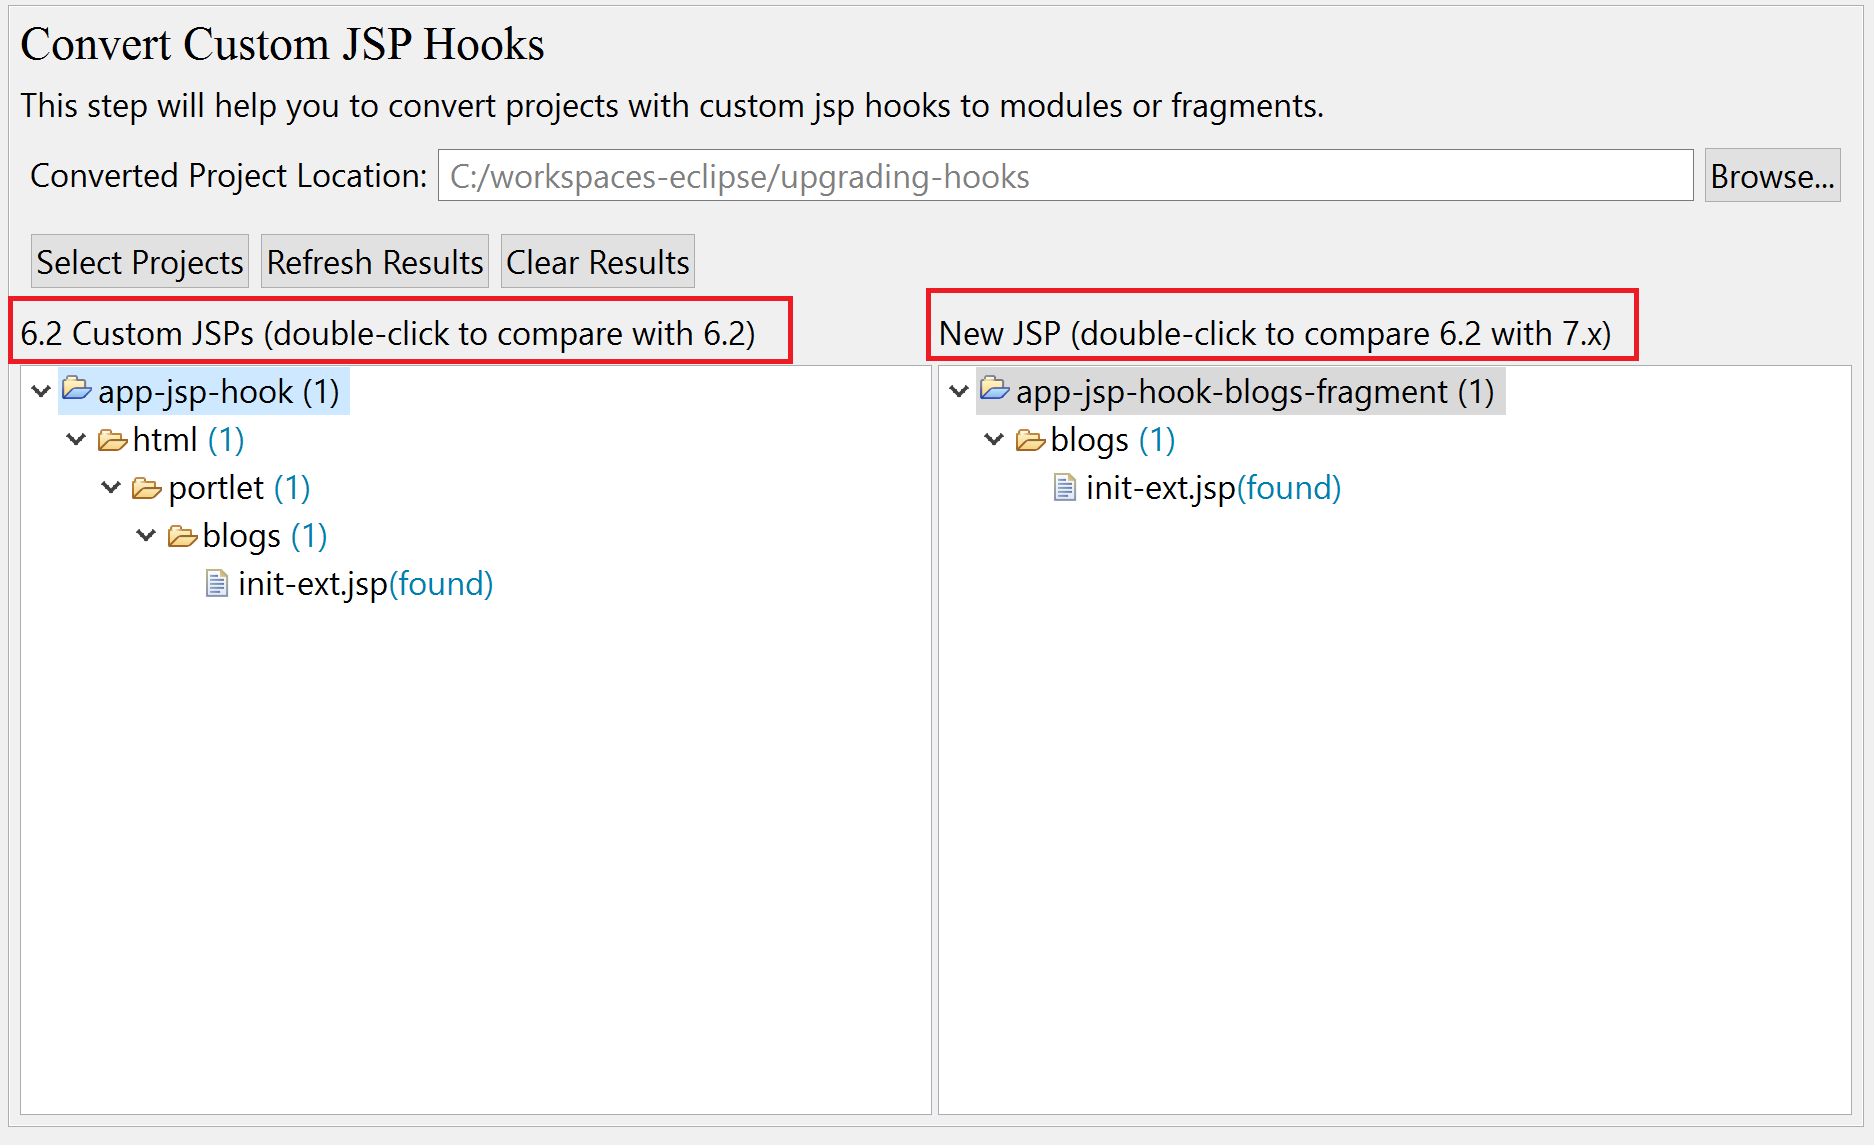 Convert Custom JSP Hooks
This step will help you to convert projects with custom jsp hooks to modules or fragments.
Converted Project Location: C:/workspaces-eclipse/upgrading-hooks Browse...
Select Projects Refresh Results Clear Results
6.2 Custom JSPs (double-click to compare with 6.2)
app-jsp-hook (1)
html (1)
portlet (1)
blogs (1)
init-ext.jsp(found)
New JSP (double-click to compare 6.2 with 7.x)
app-jsp-hook-blogs-fragment (1)
blogs (1)
init-ext.jsp(found)